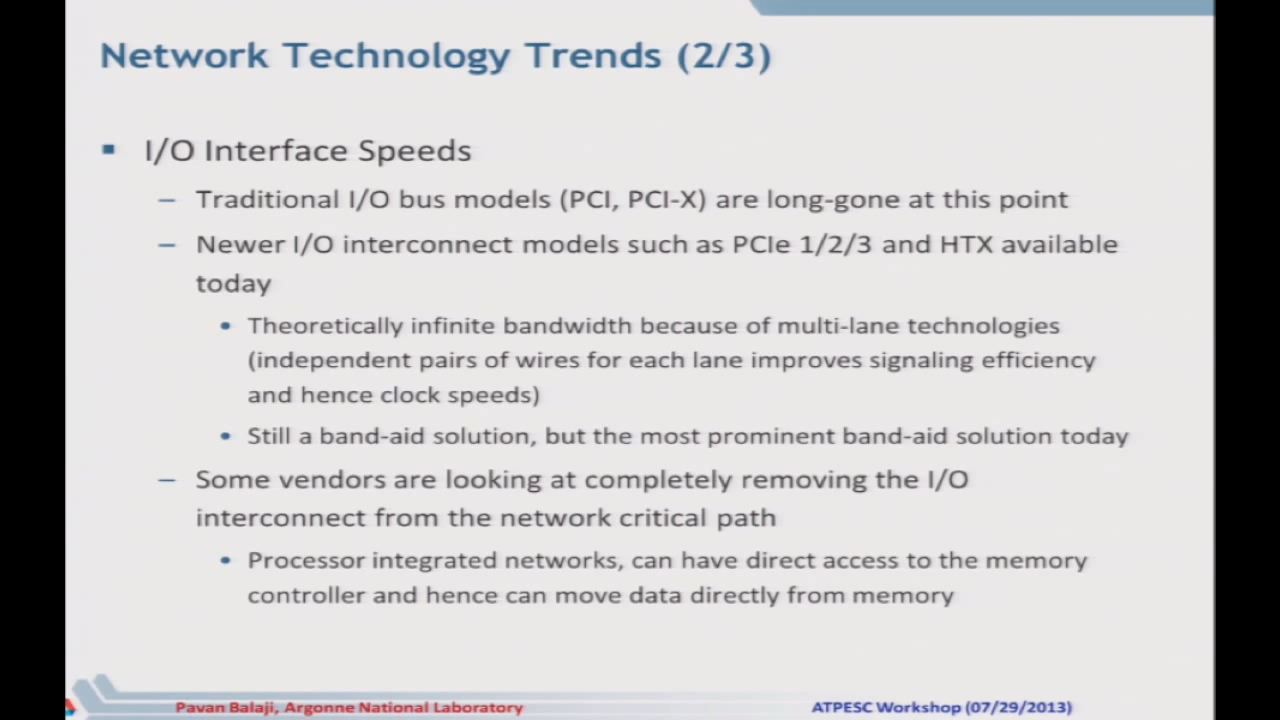 Network Technology Trends (2/3)
▪ I/O Interface Speeds
– Traditional I/O bus models (PCI, PCI-X) are long-gone at this point
– Newer I/O interconnect models such as PCIe 1/2/3 and HTX available
today
• Theoretically infinite bandwidth because of multi-lane technologies
(independent pairs of wires for each lane improves signaling efficiency
and hence clock speeds)
• Still a band-aid solution, but the most prominent band-aid solution today
– Some vendors are looking at completely removing the I/O
interconnect from the network critical path
• Processor integrated networks, can have direct access to the memory
controller and hence can move data directly from memory
Pavan Balaji, Argonne National Laboratory
ATPESC Workshop (07/29/2013)